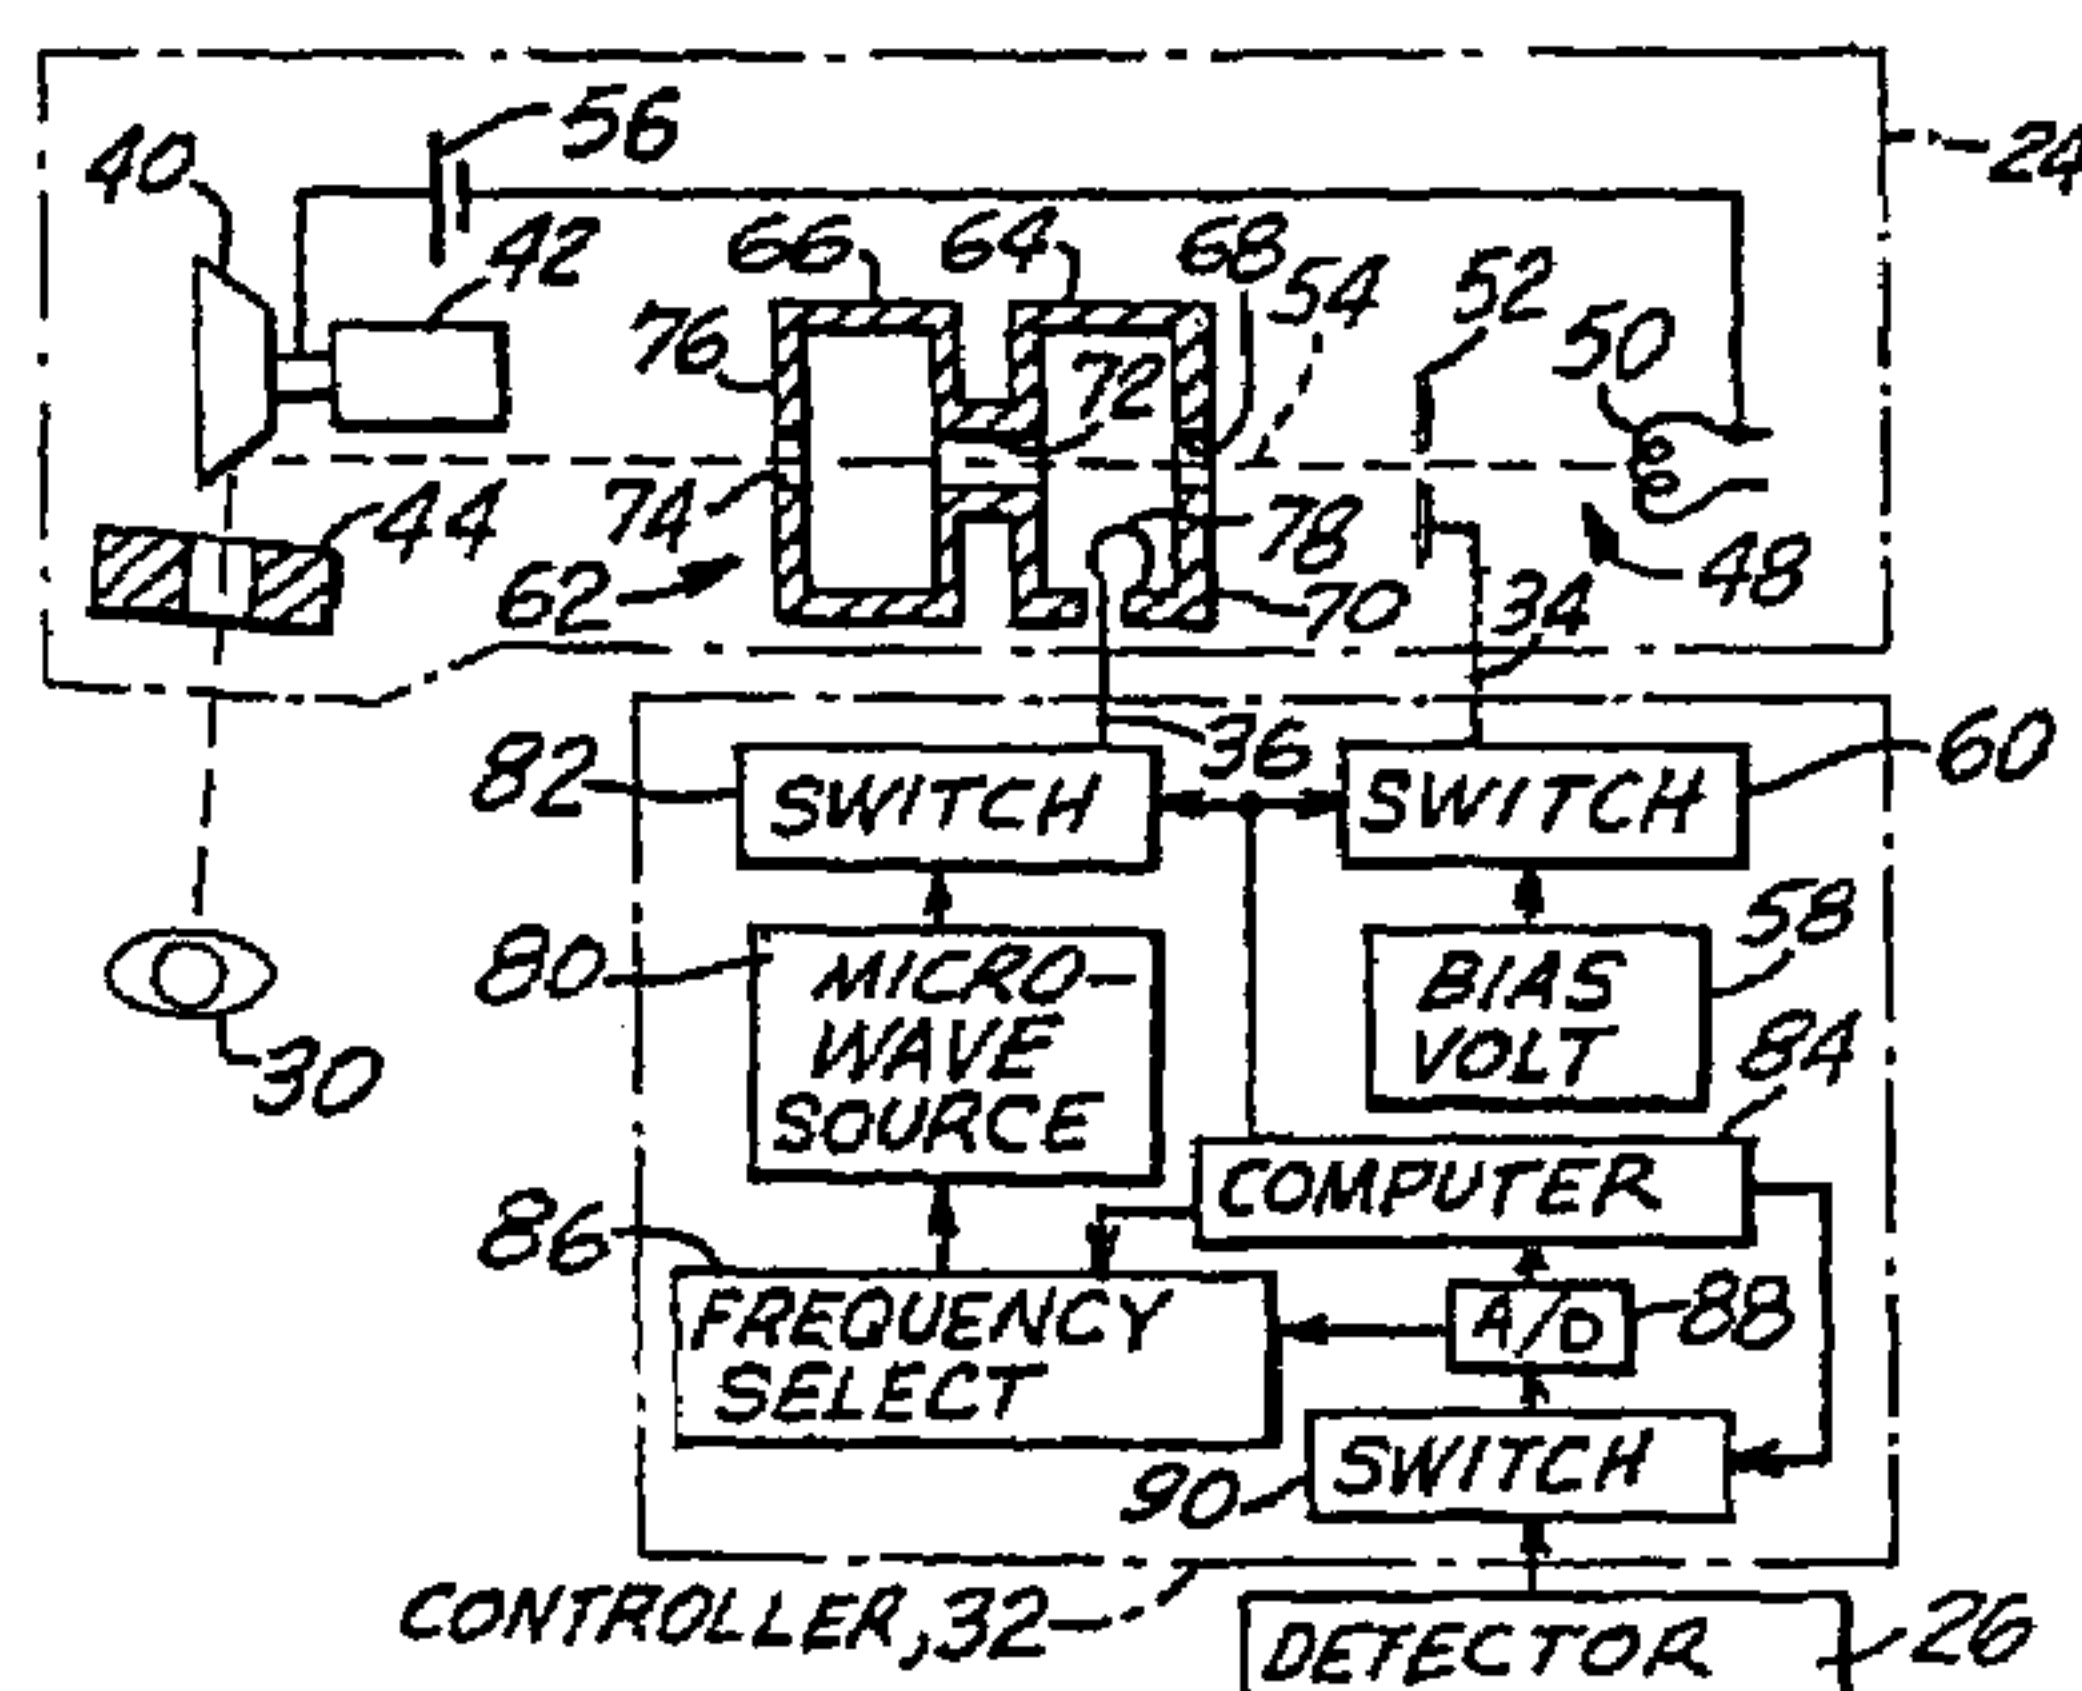 56
40
24
42
66
64
68
54
52
50
76
72
74
44
78
62
70
34
48
36
82
SWITCH
SWITCH
60
58
80
MICRO-
WAVE
SOURCE
BIAS
VOLT
84
30
COMPUTER
86
FREQUENCY
SELECT
A/D
88
SWITCH
90
CONTROLLER, 32
DETECTOR
26